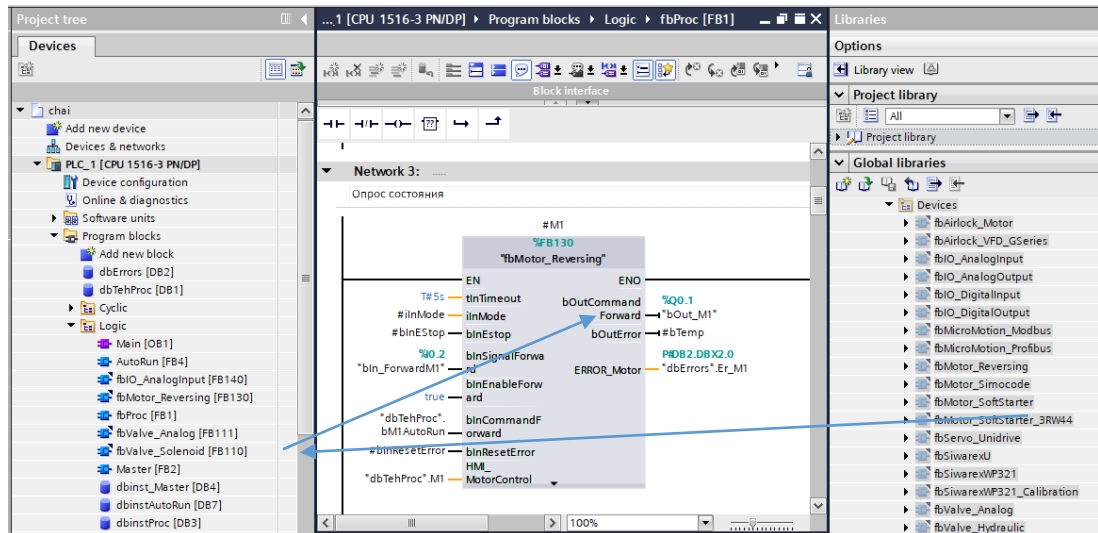 Project tree
Devices
chai
Add new device
Devices & networks
PLC_1 [CPU 1516-3 PN/DP]
Device configuration
Online & diagnostics
Software units
Program blocks
Add new block
dbErrors [DB2]
dbTehProc [DB1]
Cyclic
Logic
Main [OB1]
AutoRun [FB4]
fbIO_AnalogInput [FB140]
fbMotor_Reversing [FB130]
fbProc [FB1]
fbValve_Analog [FB111]
fbValve_Solenoid [FB110]
Master [FB2]
dbinst_Master [DB4]
dbinstAutoRun [DB7]
dbinstProc [DB3]
...1 [CPU 1516-3 PN/DP] Program blocks Logic fbProc [FB1]
Block interface
??
Network 3: .....
Опрос состояния
#M1
%FB130
"fbMotor_Reversing"
EN ENO
T#5s tInTimeout
#iInMode iInMode
#bInEStop bInEstop
%I0.2
"bIn_ForwardM1"
bInSignalForwa
rd
bInEnableForw
true ard
"dbTehProc".
bM1AutoRun
bInCommandF
orward
#bInResetError bInResetError
HMI_
"dbTehProc".M1 MotorControl
bOutCommand
Forward
%Q0.1
"bOut_M1"
bOutError #bTemp
P#DB2.DBX2.0
ERROR_Motor "dbErrors".Er_M1
100%
Libraries
Options
Library view
Project library
All
Project library
Global libraries
Devices
fbAirlock_Motor
fbAirlock_VFD_GSeries
fbIO_AnalogInput
fbIO_AnalogOutput
fbIO_DigitalInput
fbIO_DigitalOutput
fbMicroMotion_Modbus
fbMicroMotion_Profibus
fbMotor_Reversing
fbMotor_Simocode
fbMotor_SoftStarter
fbMotor_SoftStarter_3RW44
fbServo_Unidrive
fbSiwarexU
fbSiwarexWP321
fbSiwarexWP321_Calibration
fbValve_Analog
fbValve_Hydraulic